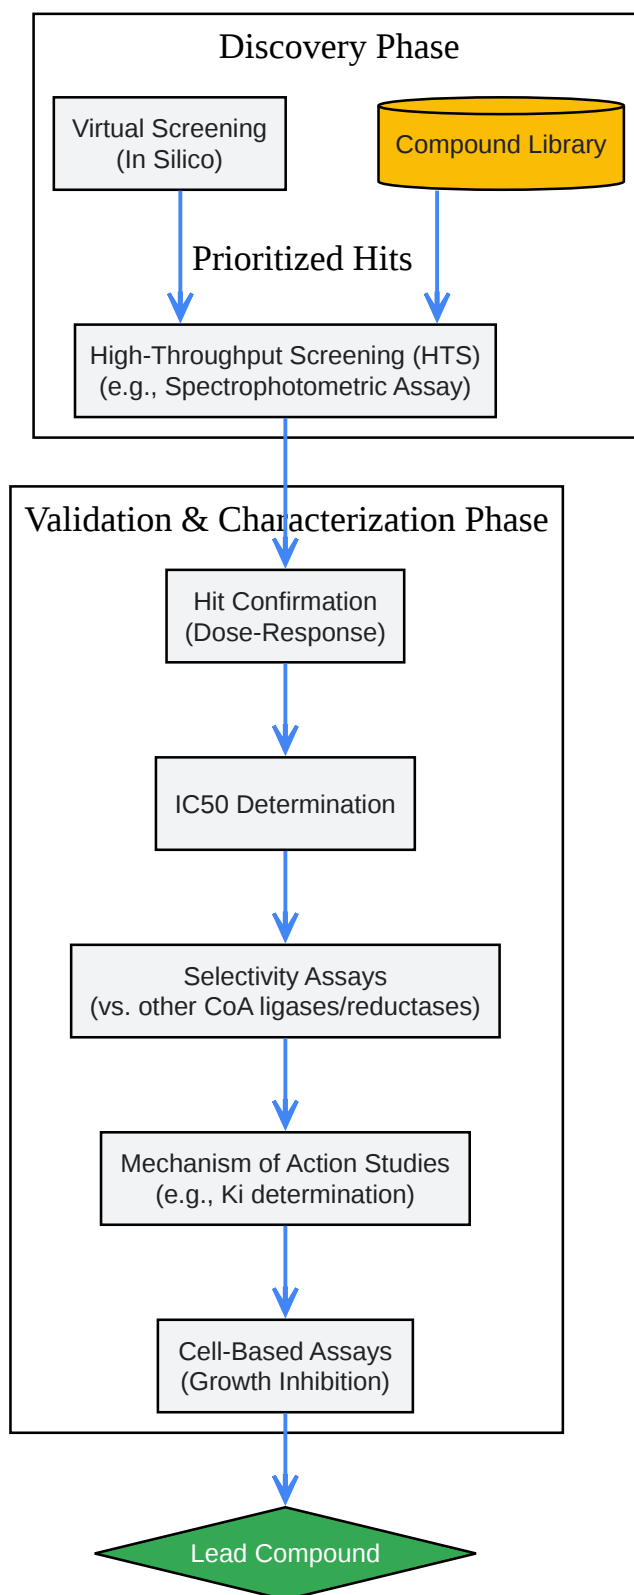 Discovery Phase
Virtual Screening
(In Silico)
Compound Library
Prioritized Hits
High-Throughput Screening (HTS)
(e.g., Spectrophotometric Assay)
Validation & Characterization Phase
Hit Confirmation
(Dose-Response)
IC50 Determination
Selectivity Assays
(vs. other CoA ligases/reductases)
Mechanism of Action Studies
(e.g., Ki determination)
Cell-Based Assays
(Growth Inhibition)
Lead Compound